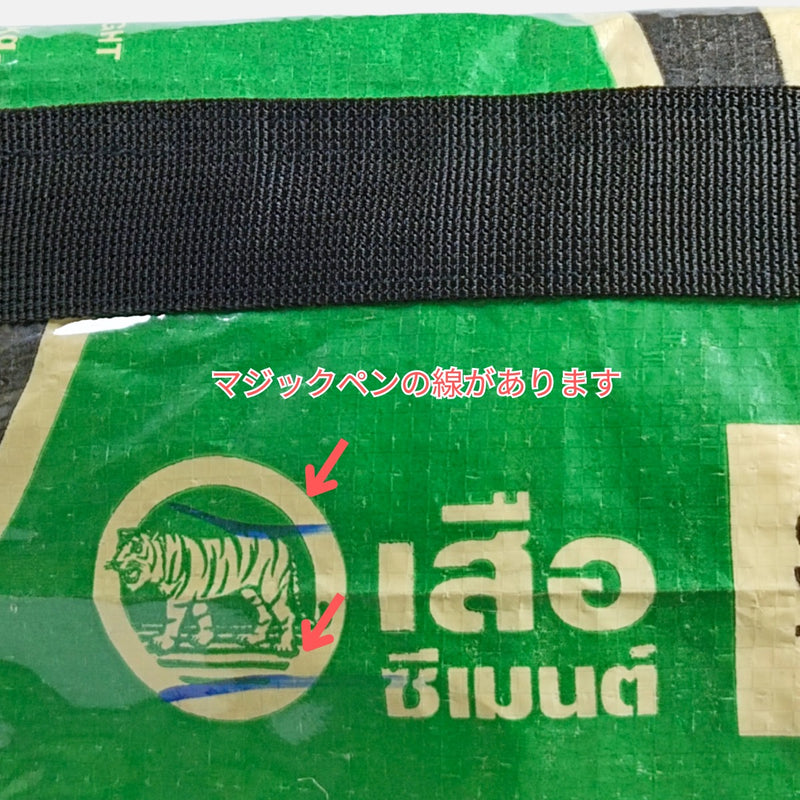 マジックペンの線があります
เสือ
ซีเมนต์